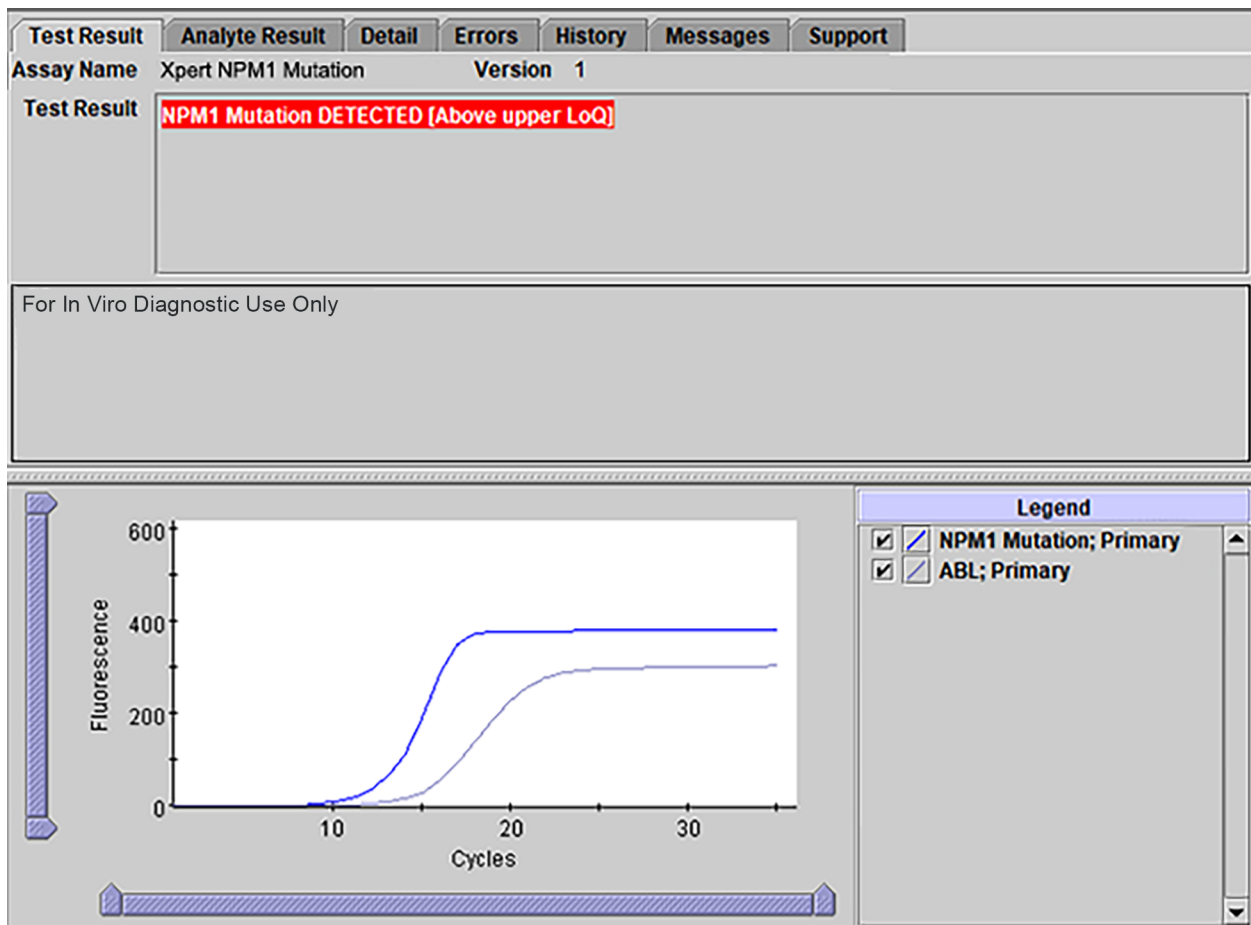 Test Result Analyte Result Detail Errors History Messages Support
Assay Name Xpert NPM1 Mutation Version 1
Test Result NPM1 Mutation DETECTED [Above upper LoQ]
For In Viro Diagnostic Use Only
Legend
NPM1 Mutation; Primary
ABL; Primary
600
400
200
0
Fluorescence
10 20 30
Cycles